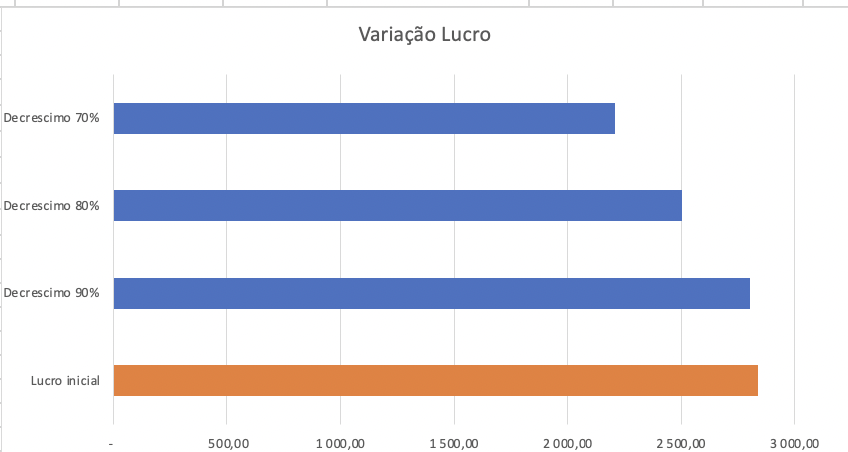 Variação Lucro
Decrescimo 70%
Decrescimo 80%
Decrescimo 90%
Lucro inicial
- 500,00 1 000,00 1 500,00 2 000,00 2 500,00 3 000,00